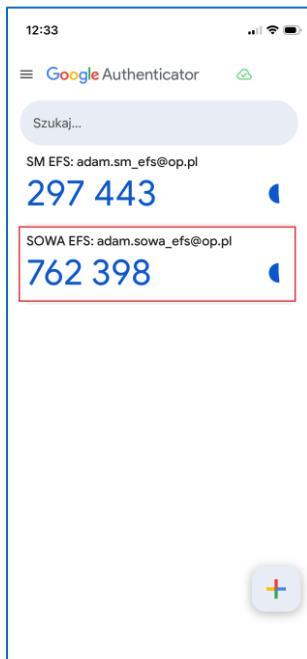 12:33
Google Authenticator
Szukaj...
SM EFS: adam.sm_efs@op.pl
297 443
SOWA EFS: adam.sowa_efs@op.pl
762 398